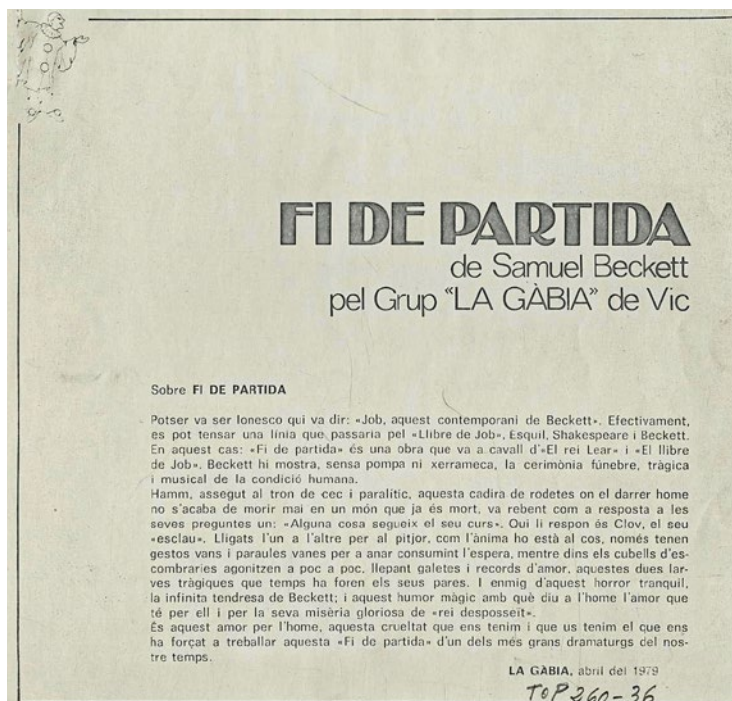 FI DE PARTIDA
de Samuel Beckett
pel Grup “LA GÀBIA” de Vic
Sobre FI DE PARTIDA
Potser va ser Ionesco qui va dir: «Job, aquest contemporani de Beckett». Efectivament,
es pot tensar una línia que passaria pel «Llibre de Job», Esquil, Shakespeare i Beckett.
En aquest cas: «Fi de partida» és una obra que va a cavall d'«El rei Lear» i «El llibre
de Job». Beckett hi mostra, sensa pompa ni xerrameca, la cerimònia fúnebre, tràgica
i musical de la condició humana.
Hamm, assegut al tron de cec i paralític, aquesta cadira de rodetes on el darrer home
no s'acaba de morir mai en un món que ja és mort, va rebent com a resposta a les
seves preguntes un: «Alguna cosa segueix el seu curs». Qui li respon és Clov, el seu
«esclau». Lligats l'un a l'altre per al pitjor, com l'ànima ho està al cos, només tenen
gestos vans i paraules vanes per a anar consumint l'espera, mentre dins els cubells d'es-
combraries agonitzen a poc a poc, llepant galetes i records d'amor, aquestes dues lar-
ves tràgiques que temps ha foren els seus pares. I enmig d'aquest horror tranquil,
la infinita tendresa de Beckett; i aquest humor màgic amb què diu a l'home l'amor que
té per ell i per la seva misèria gloriosa de «rei desposseit».
És aquest amor per l'home, aquesta crueltat que ens tenim i que us tenim el que ens
ha forçat a treballar aquesta «Fi de partida» d'un dels més grans dramaturgs del nos-
tre temps.
LA GÀBIA, abril del 1979
TOP 260-36